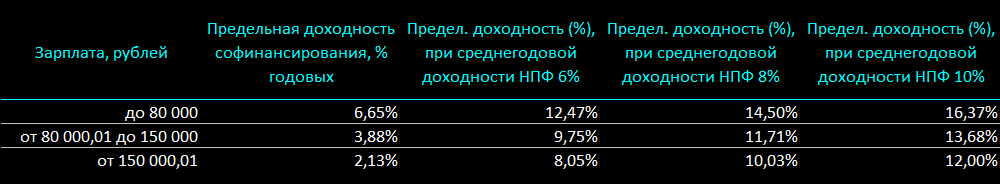 Зарплата, рублей
Предельная доходность
софинансирования, %
годовых
Предел. доходность (%),
при среднегодовой
доходности НПФ 6%
Предел. доходность (%),
при среднегодовой
доходности НПФ 8%
Предел. доходность (%),
при среднегодовой
доходности НПФ 10%
до 80 000 6,65% 12,47% 14,50% 16,37%
от 80 000,01 до 150 000 3,88% 9,75% 11,71% 13,68%
от 150 000,01 2,13% 8,05% 10,03% 12,00%